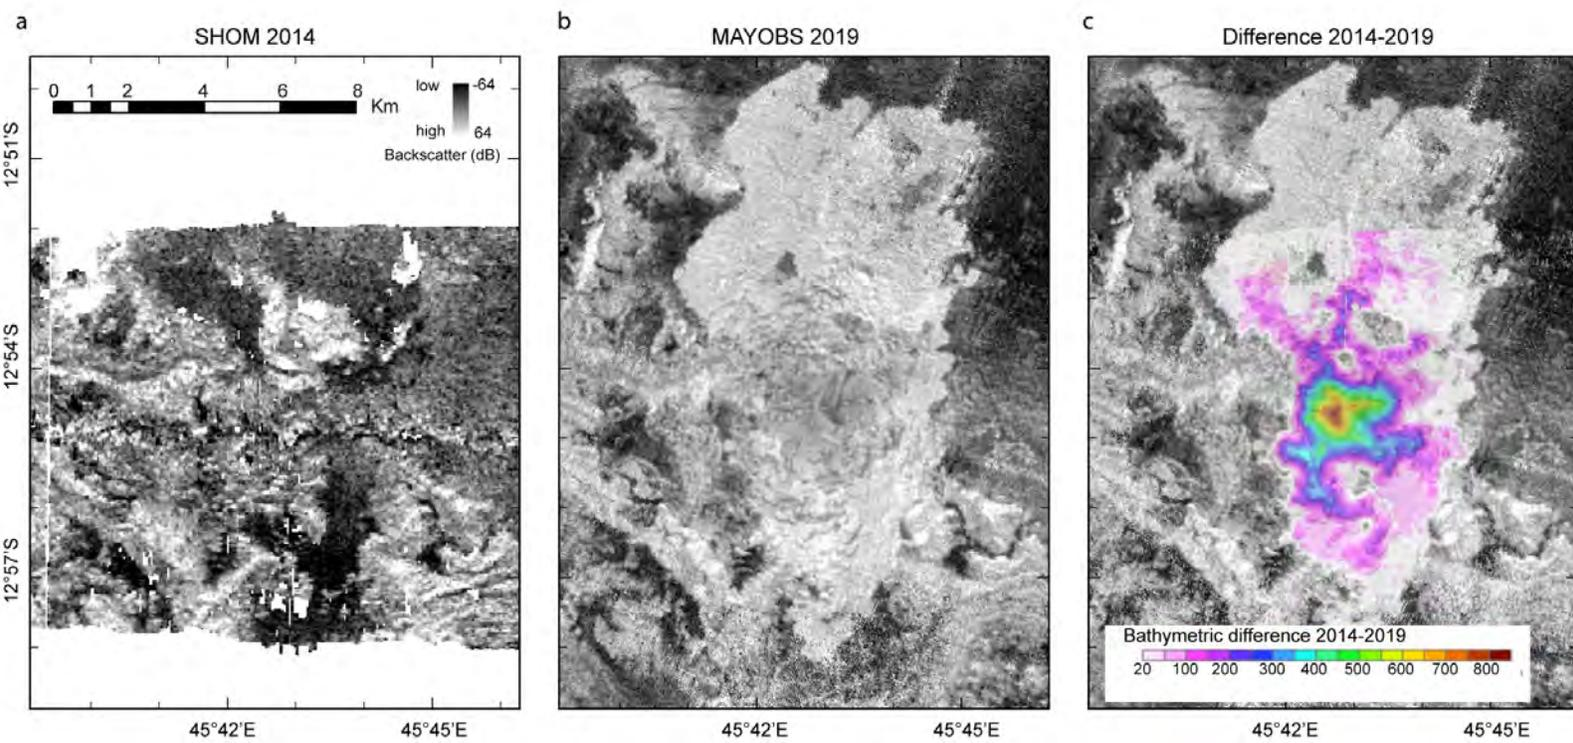 a
SHOM 2014
b
MAYOBS 2019
c
Difference 2014-2019
0 1 2 4 6 8
Km
low -64
high 64
Backscatter (dB)
12°51'S
12°54'S
12°57'S
Bathymetric difference 2014-2019
20 100 200 300 400 500 600 700 800
45°42'E 45°45'E
45°42'E 45°45'E
45°42'E 45°45'E